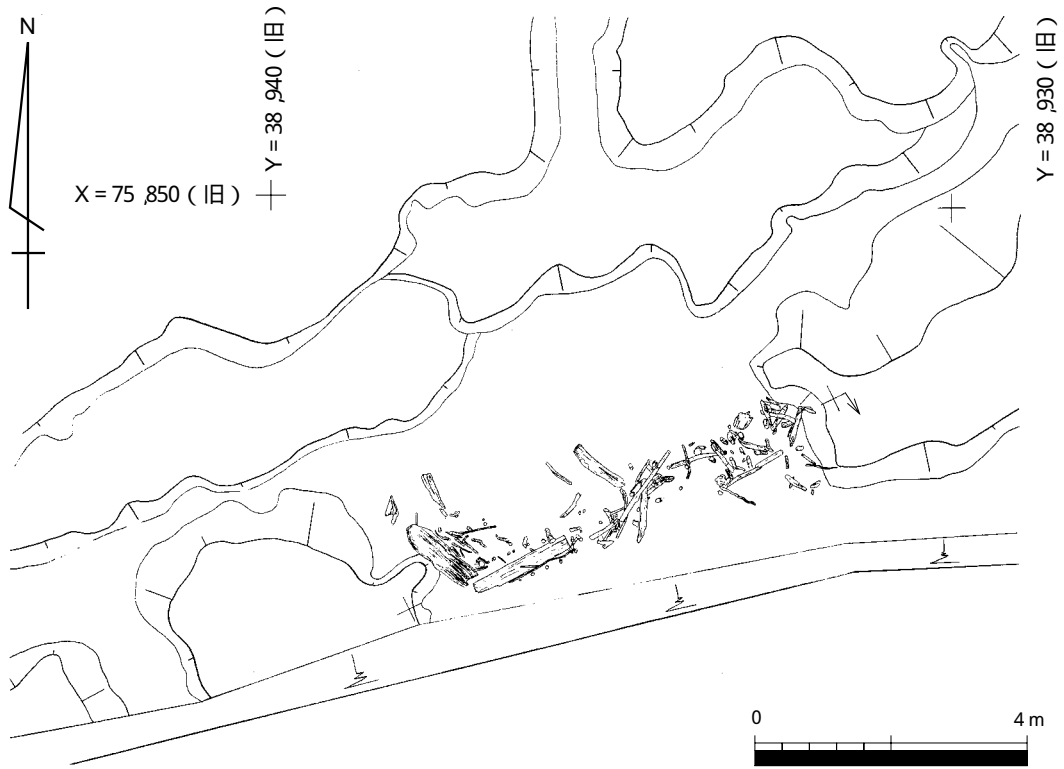 N
Y = 38 ,940 ( 旧 )
Y = 38 ,930 ( 旧 )
X = 75 ,850 ( 旧 )
0 4 m